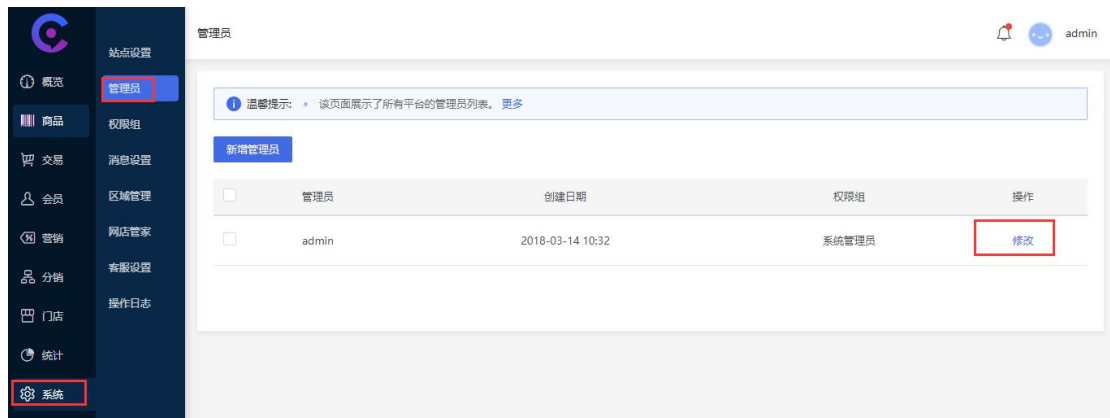 管理员
admin
概览
商品
交易
会员
营销
分销
门店
统计
系统
站点设置
管理员
权限组
消息设置
区域管理
网店管家
客服设置
操作日志
温馨提示: 该页面展示了所有平台的管理员列表。 更多
新增管理员
管理员 创建日期 权限组 操作
admin 2018-03-14 10:32 系统管理员 修改